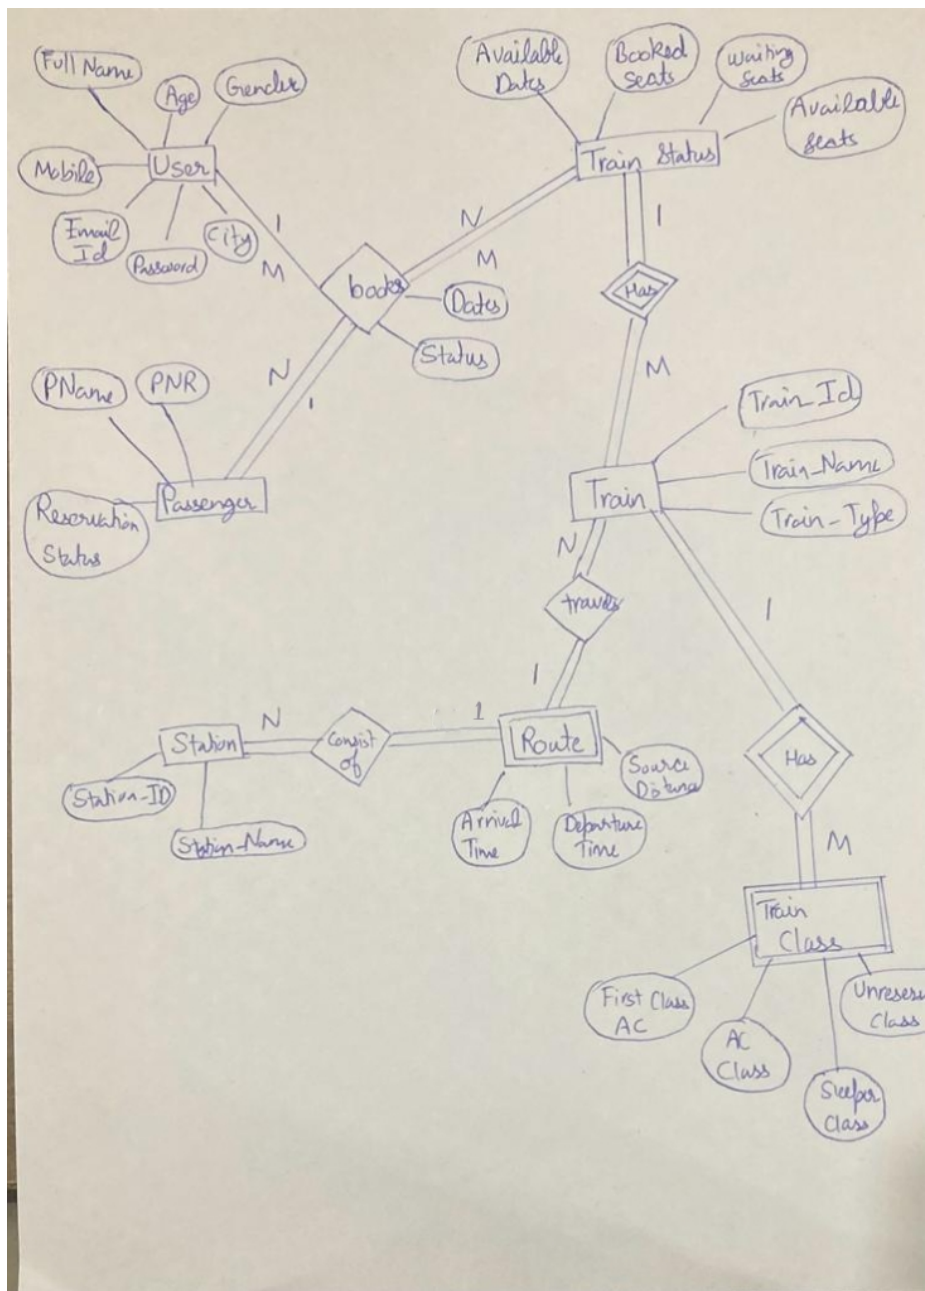 Full Name
Age
Gender
Mobile
User
Email
Id
Password
City
Available
Dates
Booked
Seats
Waiting
Seats
Available
Seats
Train Status
1
M
N
M
books
Dates
Status
N
1
1
Has
M
PName
PNR
Reservation
Status
Passenger
Train
Train_Id
Train_Name
Train_Type
N
travels
1
1
Has
M
Station
N
Consist
of
1
Route
Station-ID
Station-Name
Arrival
Time
Departure
Time
Source
Distance
Train
Class
First Class
AC
AC
Class
Sleeper
Class
Class